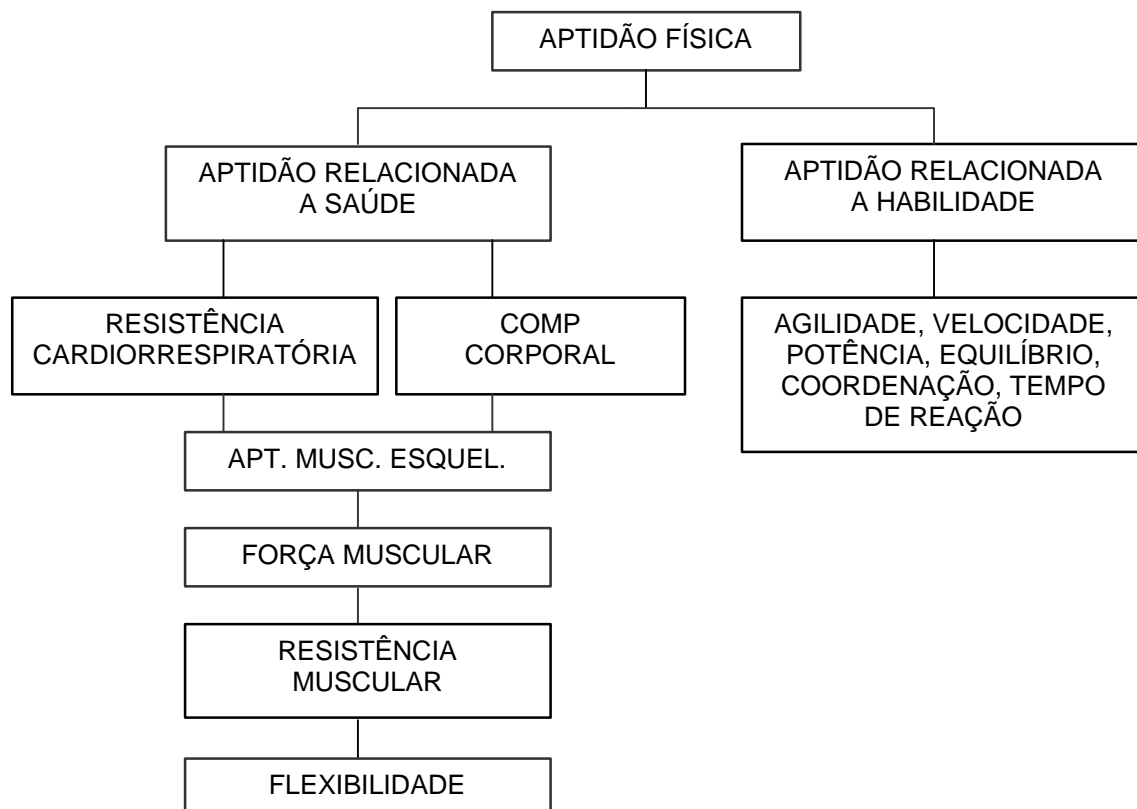 APTIDÃO FÍSICA
APTIDÃO RELACIONADA
A SAÚDE
APTIDÃO RELACIONADA
A HABILIDADE
RESISTÊNCIA
CARDIORRESPIRATÓRIA
COMP
CORPORAL
AGILIDADE, VELOCIDADE,
POTÊNCIA, EQUILÍBRIO,
COORDENAÇÃO, TEMPO
DE REAÇÃO
APT. MUSC. ESQUEL.
FORÇA MUSCULAR
RESISTÊNCIA
MUSCULAR
FLEXIBILIDADE